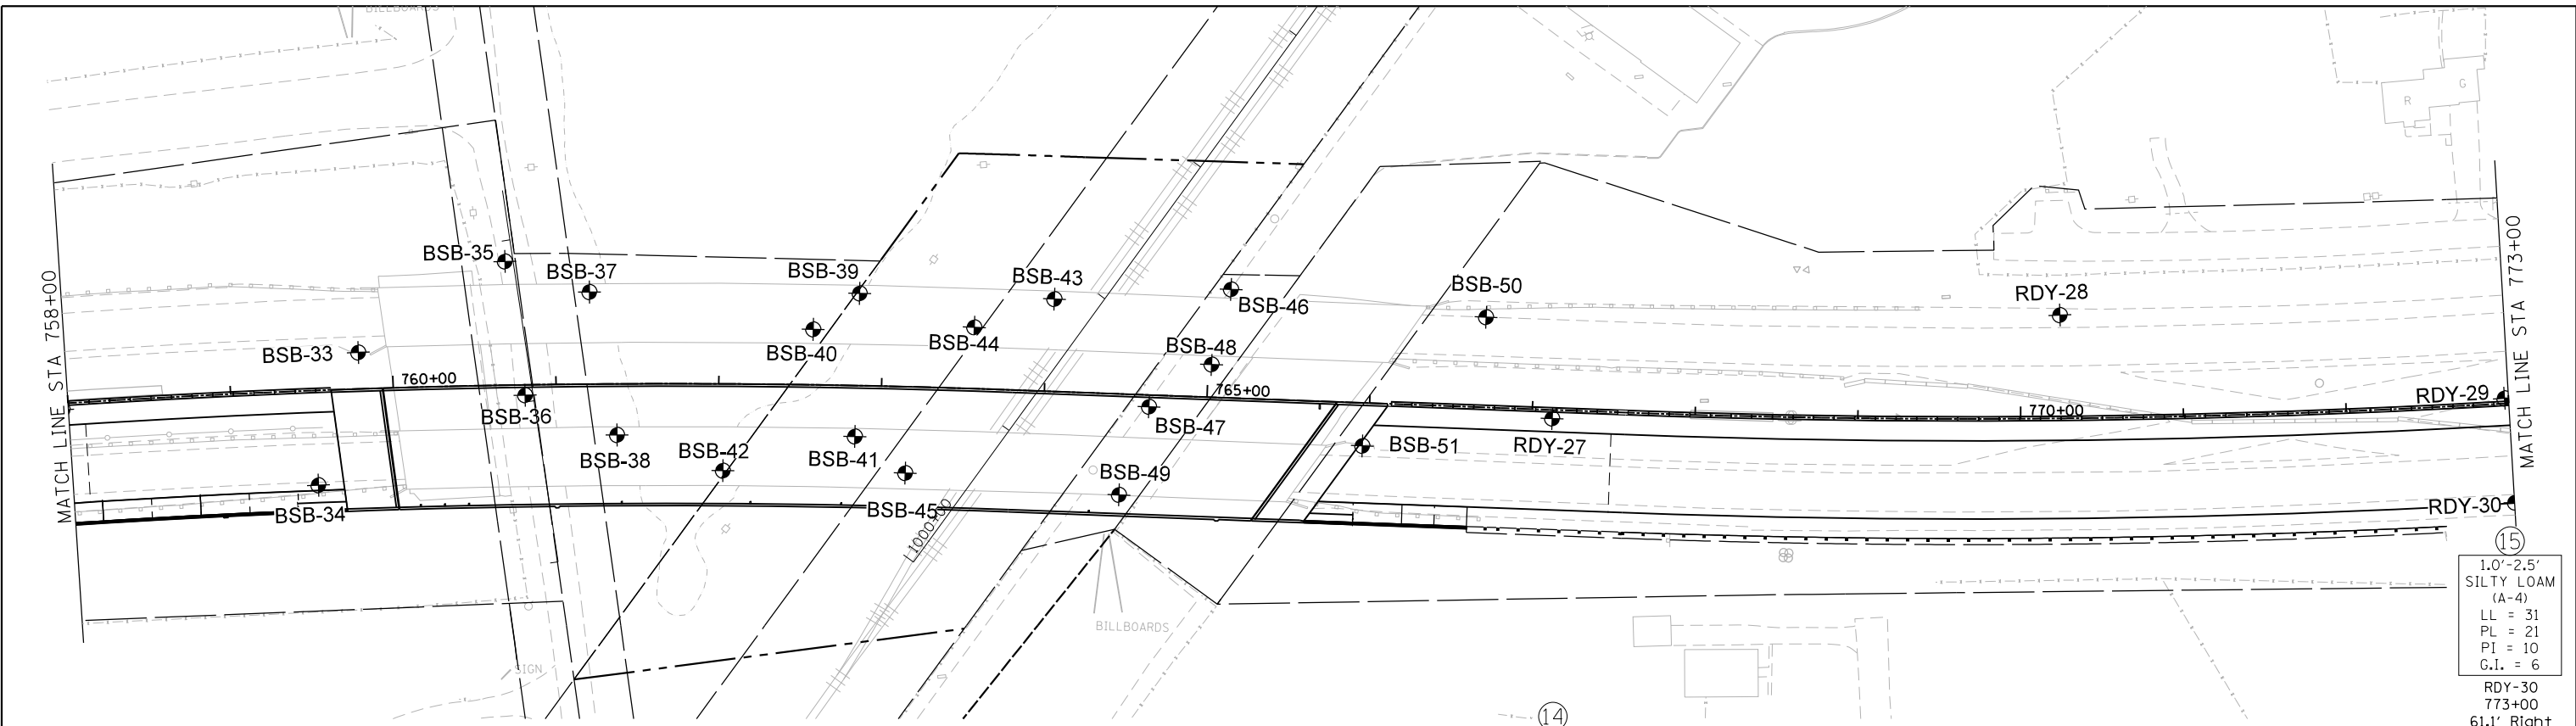 BILLBOARDS
G
R
MATCH LINE STA 758+00
MATCH LINE STA 773+00
BSB-35
BSB-37
BSB-39
BSB-43
BSB-46
BSB-50
RDY-28
BSB-33
BSB-40
BSB-44
BSB-48
760+00
765+00
770+00
RDY-29
BSB-36
BSB-38
BSB-42
BSB-41
BSB-47
BSB-51
RDY-27
BSB-49
BSB-34
BSB-45
1000+00
RDY-30
15
1.0'-2.5'
SILTY LOAM
(A-4)
LL = 31
PL = 21
PI = 10
G.I. = 6
RDY-30
773+00
61.1' Right
BILLBOARDS
SIGN
14